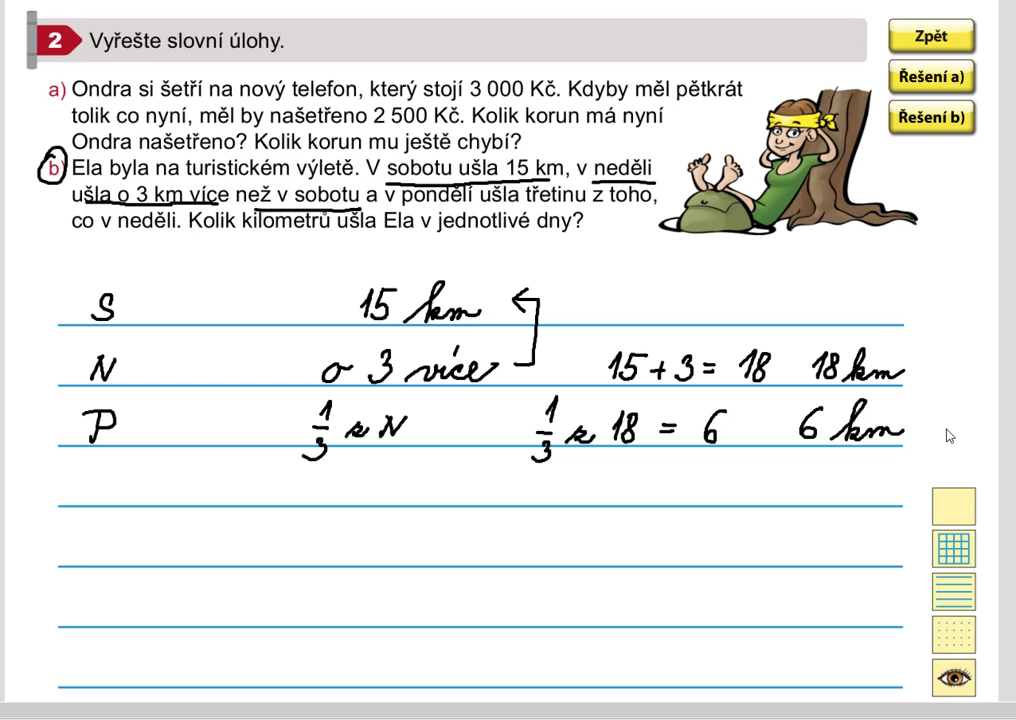 2 Vyřešte slovní úlohy.
Zpět
Řešení a)
Řešení b)
a) Ondra si šetří na nový telefon, který stojí 3 000 Kč. Kdyby měl pětkrát
tolik co nyní, měl by našetřeno 2 500 Kč. Kolik korun má nyní
Ondra našetřeno? Kolik korun mu ještě chybí?
b) Ela byla na turistickém výletě. V sobotu ušla 15 km, v neděli
ušla o 3 km více než v sobotu a v pondělí ušla třetinu z toho,
co v neděli. Kolik kilometrů ušla Ela v jednotlivé dny?
S 15 km
N o 3 více 15 + 3 = 18 18 km
P 1/3 z N 1/3 z 18 = 6 6 km